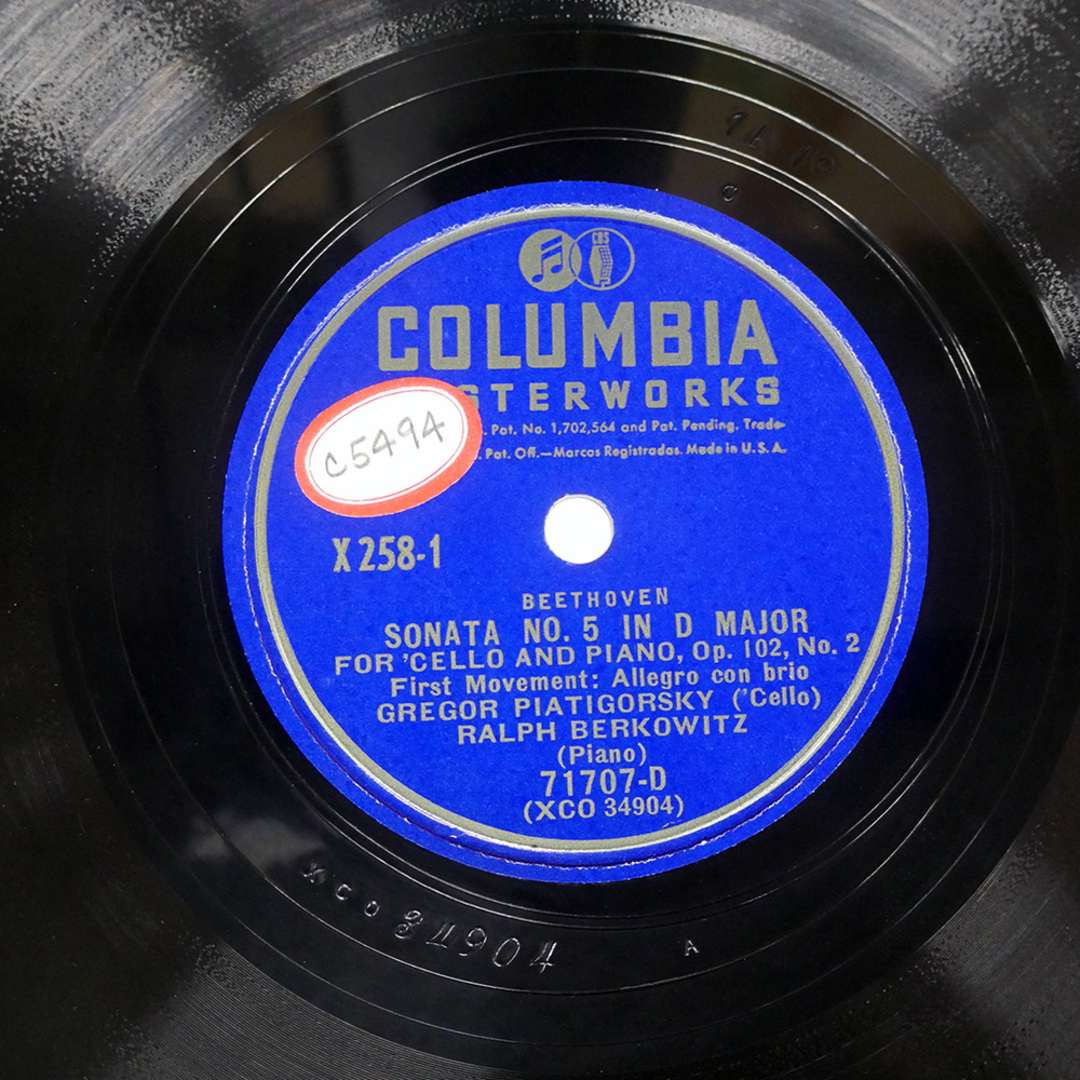 CBS
COLUMBIA
STERWORKS
. Pat. No. 1,702,564 and Pat. Pending. Trade-
. Pat. Off.—Marcas Registradas. Made in U.S.A.
C5494
X 258-1
BEETHOVEN
SONATA NO. 5 IN D MAJOR
FOR 'CELLO AND PIANO, Op. 102, No. 2
First Movement: Allegro con brio
GREGOR PIATIGORSKY ('Cello)
RALPH BERKOWITZ
(Piano)
71707-D
(XCO 34904)
xco 34904 A